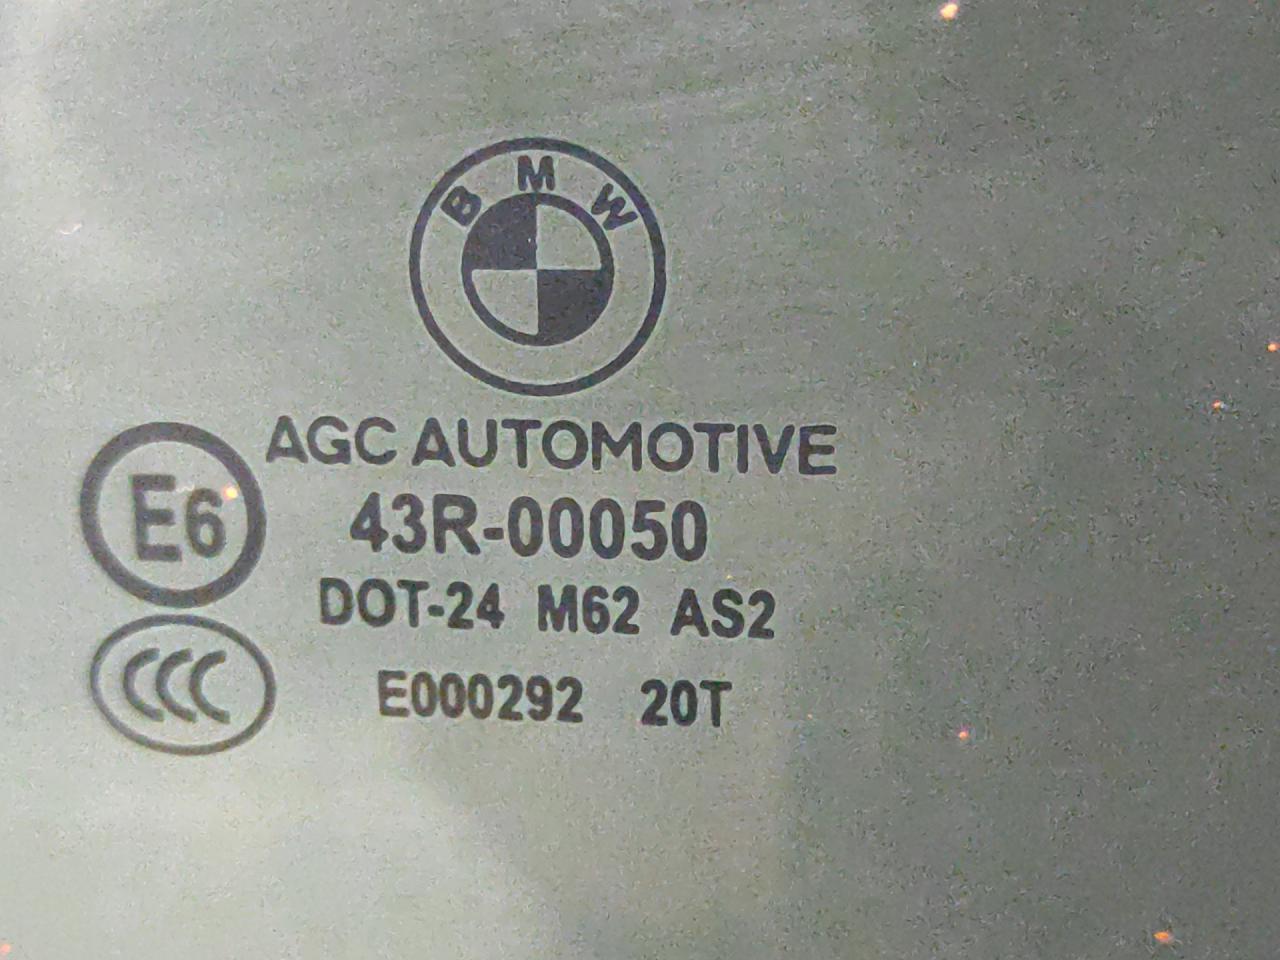 BMW
AGC AUTOMOTIVE
E6
43R-00050
DOT-24 M62 AS2
CCC
E000292 20T